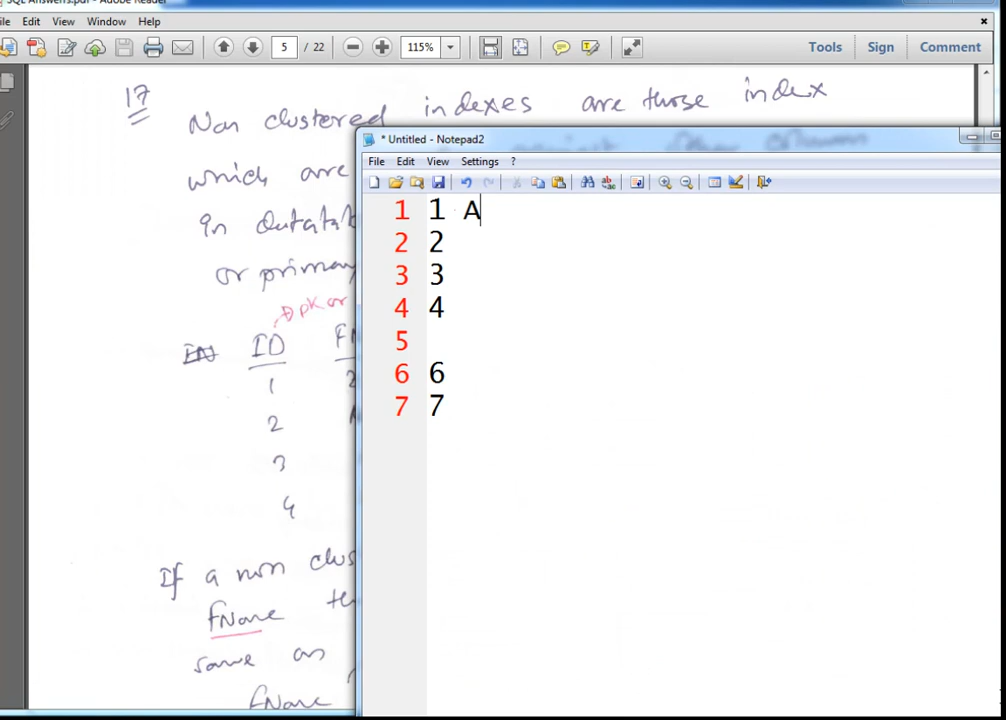 SQL Answers.pdf - Adobe Reader
File Edit View Window Help
5 / 22 115% Tools Sign Comment
17 Non clustered indexes are those index
which are
in
or primary
pk or
ID
1
2
3
4
If a non
fName
same as
fName
* Untitled - Notepad2
File Edit View Settings ?
1 1 A
2 2
3 3
4 4
5
6 6
7 7